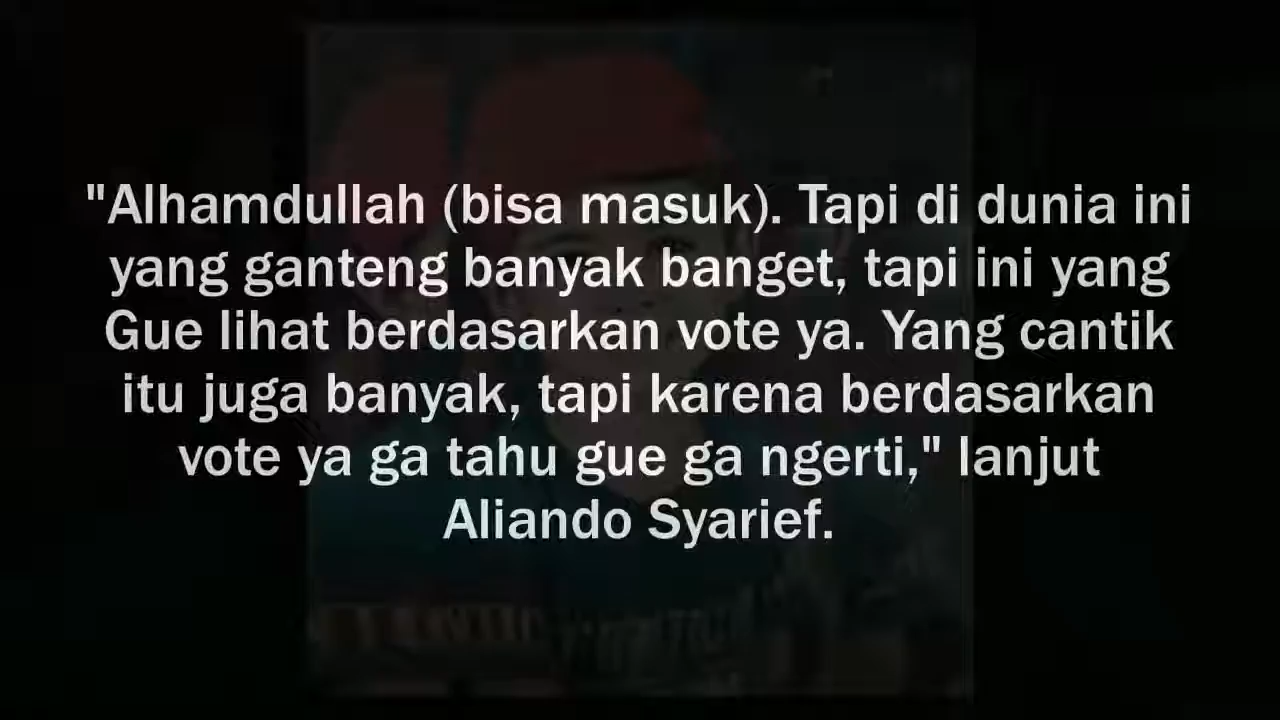 "Alhamdullah (bisa masuk). Tapi di dunia ini
yang ganteng banyak banget, tapi ini yang
Gue lihat berdasarkan vote ya. Yang cantik
itu juga banyak, tapi karena berdasarkan
vote ya ga tahu gue ga ngerti," lanjut
Aliando Syarief.